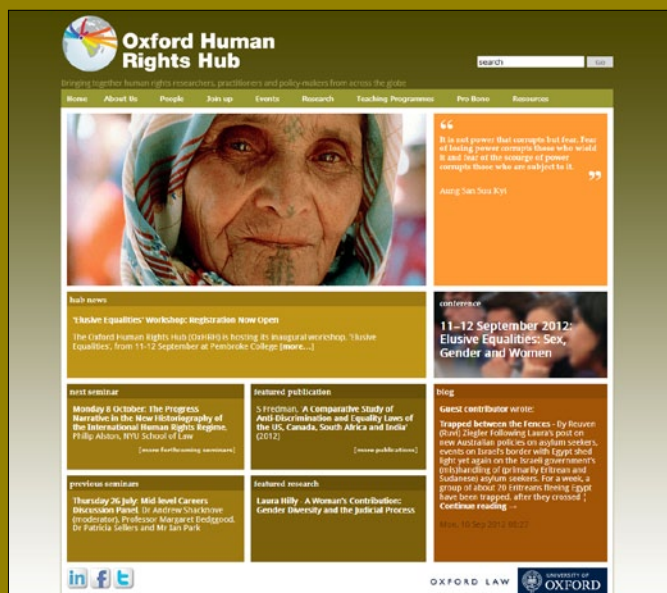 Oxford Human
Rights Hub
search
Go
Bringing together human rights researchers, practitioners and policy-makers from across the globe
Home About Us People Join up Events Research Teaching Programmes Pro Bono Resources
“
It is not power that corrupts but fear. Fear
of losing power corrupts those who wield
it and fear of the scourge of power
corrupts those who are subject to it.
”
Aung San Suu Kyi
hub news
'Elusive Equalities' Workshop: Registration Now Open
The Oxford Human Rights Hub (OxHRH) is hosting its inaugural workshop, 'Elusive
Equalities', from 11-12 September at Pembroke College [more...]
conference
11–12 September 2012:
Elusive Equalities: Sex,
Gender and Women
next seminar
Monday 8 October: The Progress
Narrative in the New Historiography of
the International Human Rights Regime,
Philip Alston, NYU School of Law
[more forthcoming seminars]
featured publication
S Fredman, 'A Comparative Study of
Anti-Discrimination and Equality Laws of
the US, Canada, South Africa and India'
(2012)
[more publications]
blog
Guest contributor wrote:
Trapped between the Fences - By Reuven
(Ruvi) Ziegler Following Laura's post on
new Australian policies on asylum seekers,
events on Israel's border with Egypt shed
light yet again on the Israeli government's
(mis)handling of (primarily Eritrean and
Sudanese) asylum seekers. For a week, a
group of about 20 Eritreans fleeing Egypt
have been trapped, after they crossed
Continue reading →
Mon, 10 Sep 2012
previous seminars
Thursday 26 July: Mid-level Careers
Discussion Panel, Dr Andrew Shacknove
(moderator), Professor Margaret Bedggood,
Dr Patricia Sellers and Mr Ian Park
featured research
Laura Hilly - A Woman's Contribution:
Gender Diversity and the Judicial Process
in f t
OXFORD LAW
UNIVERSITY OF
OXFORD